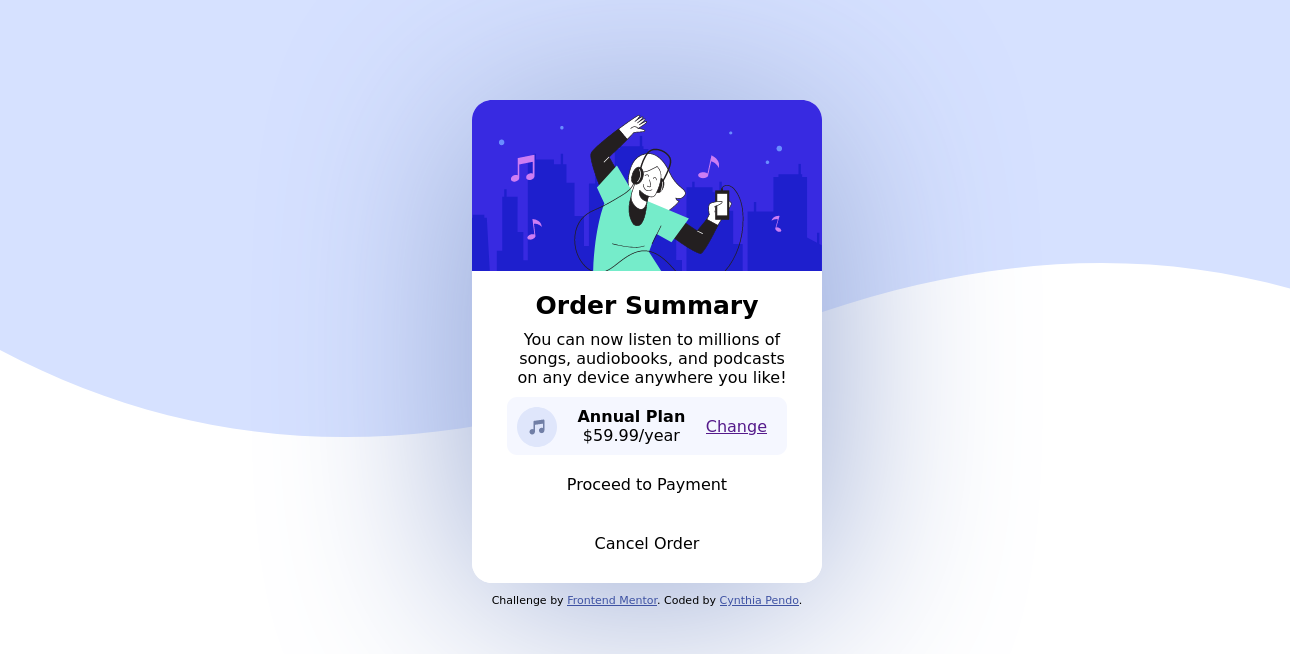 Order Summary
You can now listen to millions of
songs, audiobooks, and podcasts
on any device anywhere you like!
Annual Plan
$59.99/year
Change
Proceed to Payment
Cancel Order
Challenge by Frontend Mentor. Coded by Cynthia Pendo.